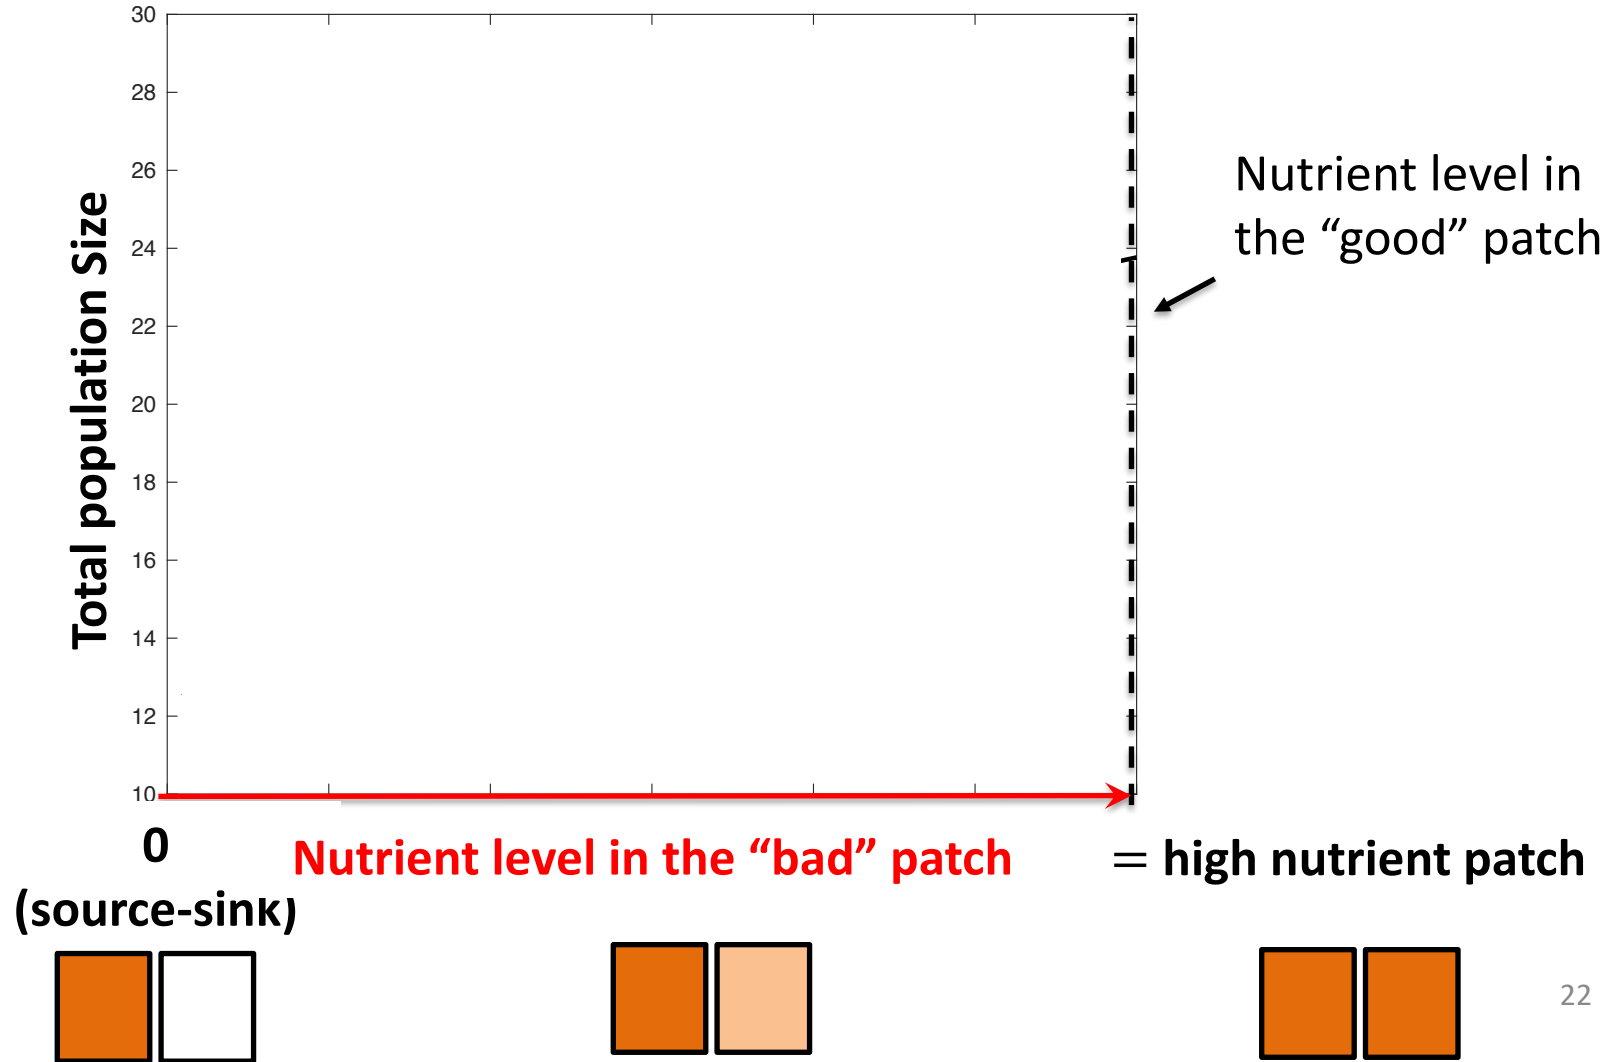 30
28
26
24
22
20
18
16
14
12
10
Total population Size
Nutrient level in
the “good” patch
0
Nutrient level in the “bad” patch
= high nutrient patch
(source-sink)
22